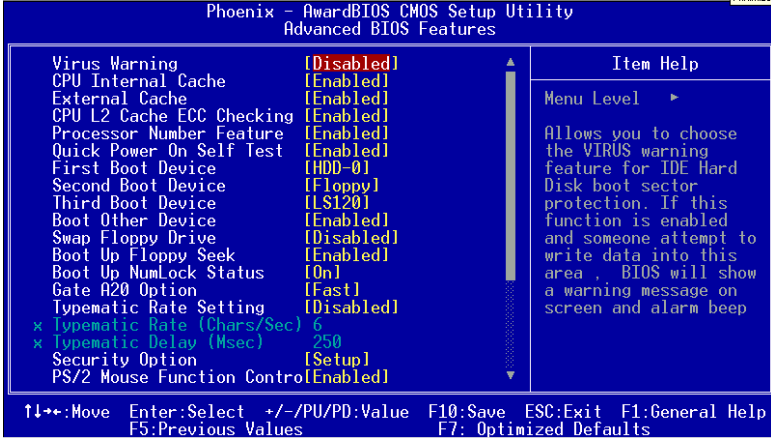 Phoenix - AwardBIOS CMOS Setup Utility
Advanced BIOS Features
Virus Warning [Disabled]
CPU Internal Cache [Enabled]
External Cache [Enabled]
CPU L2 Cache ECC Checking [Enabled]
Processor Number Feature [Enabled]
Quick Power On Self Test [Enabled]
First Boot Device [HDD-0]
Second Boot Device [Floppy]
Third Boot Device [LS120]
Boot Other Device [Enabled]
Swap Floppy Drive [Disabled]
Boot Up Floppy Seek [Enabled]
Boot Up NumLock Status [On]
Gate A20 Option [Fast]
Typematic Rate Setting [Disabled]
x Typematic Rate (Chars/Sec) 6
x Typematic Delay (Msec) 250
Security Option [Setup]
PS/2 Mouse Function Contro[Enabled]
Item Help
Menu Level ►
Allows you to choose
the VIRUS warning
feature for IDE Hard
Disk boot sector
protection. If this
function is enabled
and someone attempt to
write data into this
area , BIOS will show
a warning message on
screen and alarm beep
↑↓→←:Move Enter:Select +/-/PU/PD:Value F10:Save ESC:Exit F1:General Help
F5:Previous Values F7: Optimized Defaults